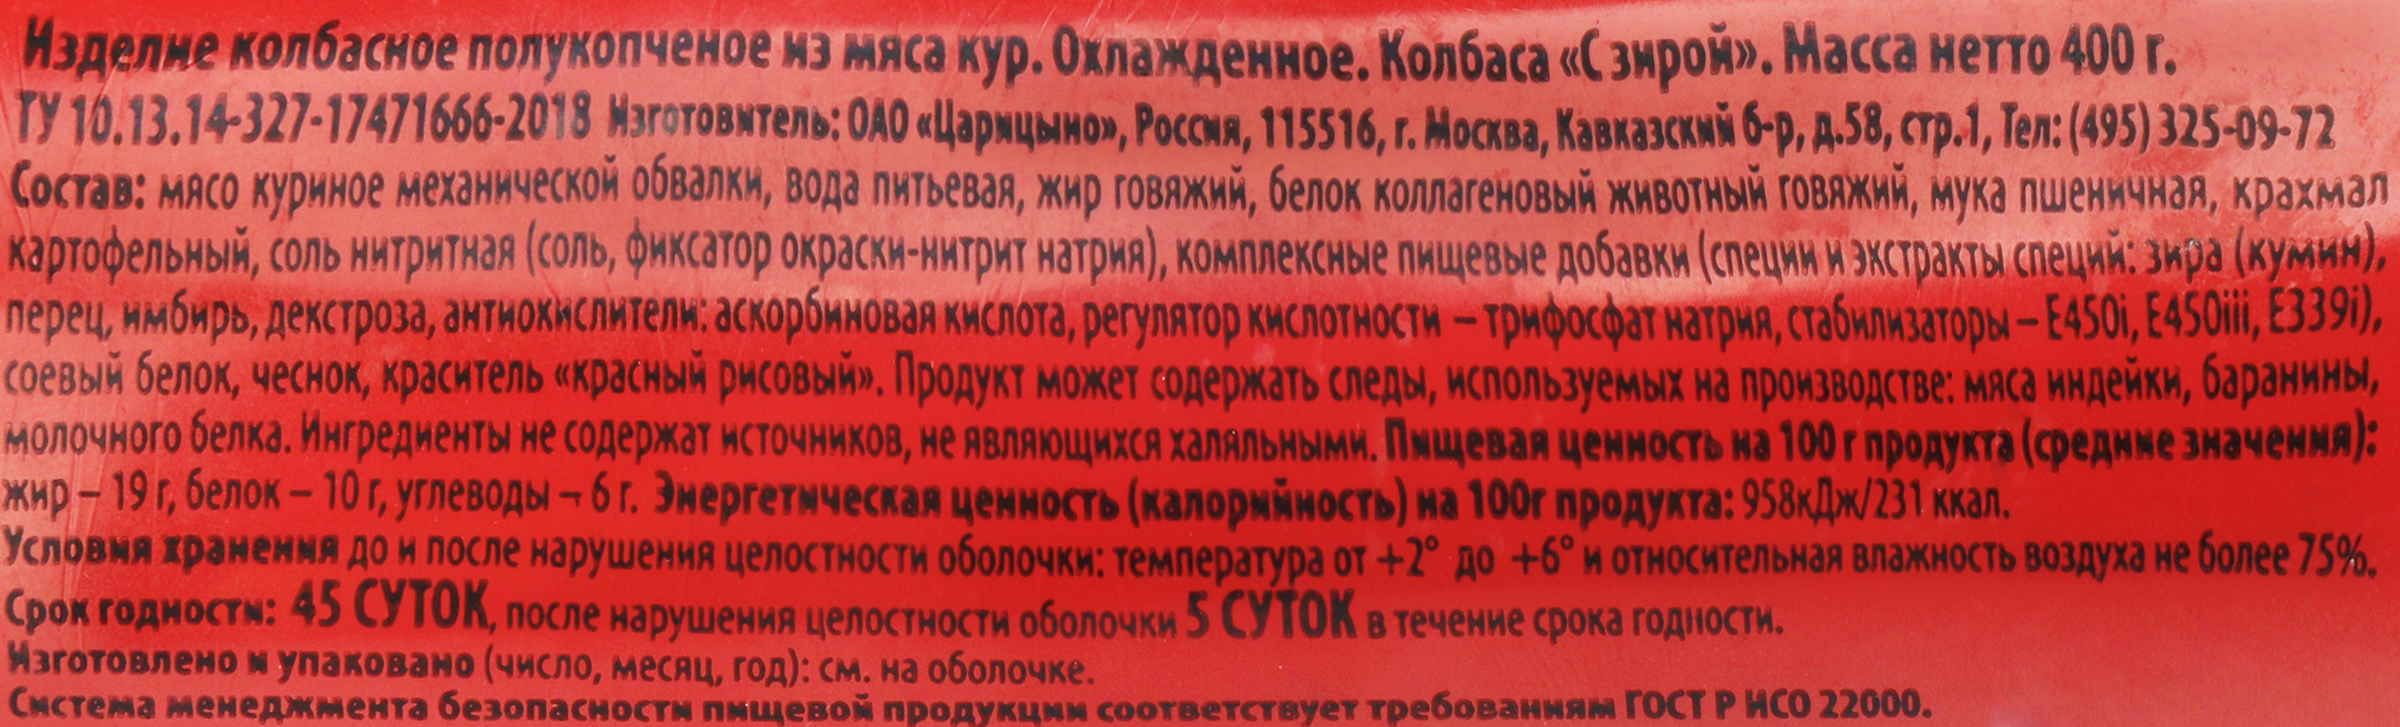 Изделие колбасное полукопченое из мяса кур. Охлажденное. Колбаса «С зирой». Масса нетто 400 г.
ТУ 10.13.14-327-17471666-2018 Изготовитель: ОАО «Царицыно», Россия, 115516, г. Москва, Кавказский б-р, д.58, стр.1, Тел: (495) 325-09-72
Состав: мясо куриное механической обвалки, вода питьевая, жир говяжий, белок коллагеновый животный говяжий, мука пшеничная, крахмал
картофельный, соль нитритная (соль, фиксатор окраски-нитрит натрия), комплексные пищевые добавки (специи и экстракты специй: зира (кумин),
перец, имбирь, декстроза, антиокислители: аскорбиновая кислота, регулятор кислотности – трифосфат натрия, стабилизаторы – Е450i, Е450iii, Е339i),
соевый белок, чеснок, краситель «красный рисовый». Продукт может содержать следы, используемых на производстве: мяса индейки, баранины,
молочного белка. Ингредиенты не содержат источников, не являющихся халяльными. Пищевая ценность на 100 г продукта (средние значения):
жир – 19 г, белок – 10 г, углеводы – 6 г. Энергетическая ценность (калорийность) на 100г продукта: 958кДж/231 ккал.
Условия хранения до и после нарушения целостности оболочки: температура от +2° до +6° и относительная влажность воздуха не более 75%.
Срок годности: 45 СУТОК, после нарушения целостности оболочки 5 СУТОК в течение срока годности.
Изготовлено и упаковано (число, месяц, год): см. на оболочке.
Система менеджмента безопасности пищевой продукции соответствует требованиям ГОСТ Р ИСО 22000.